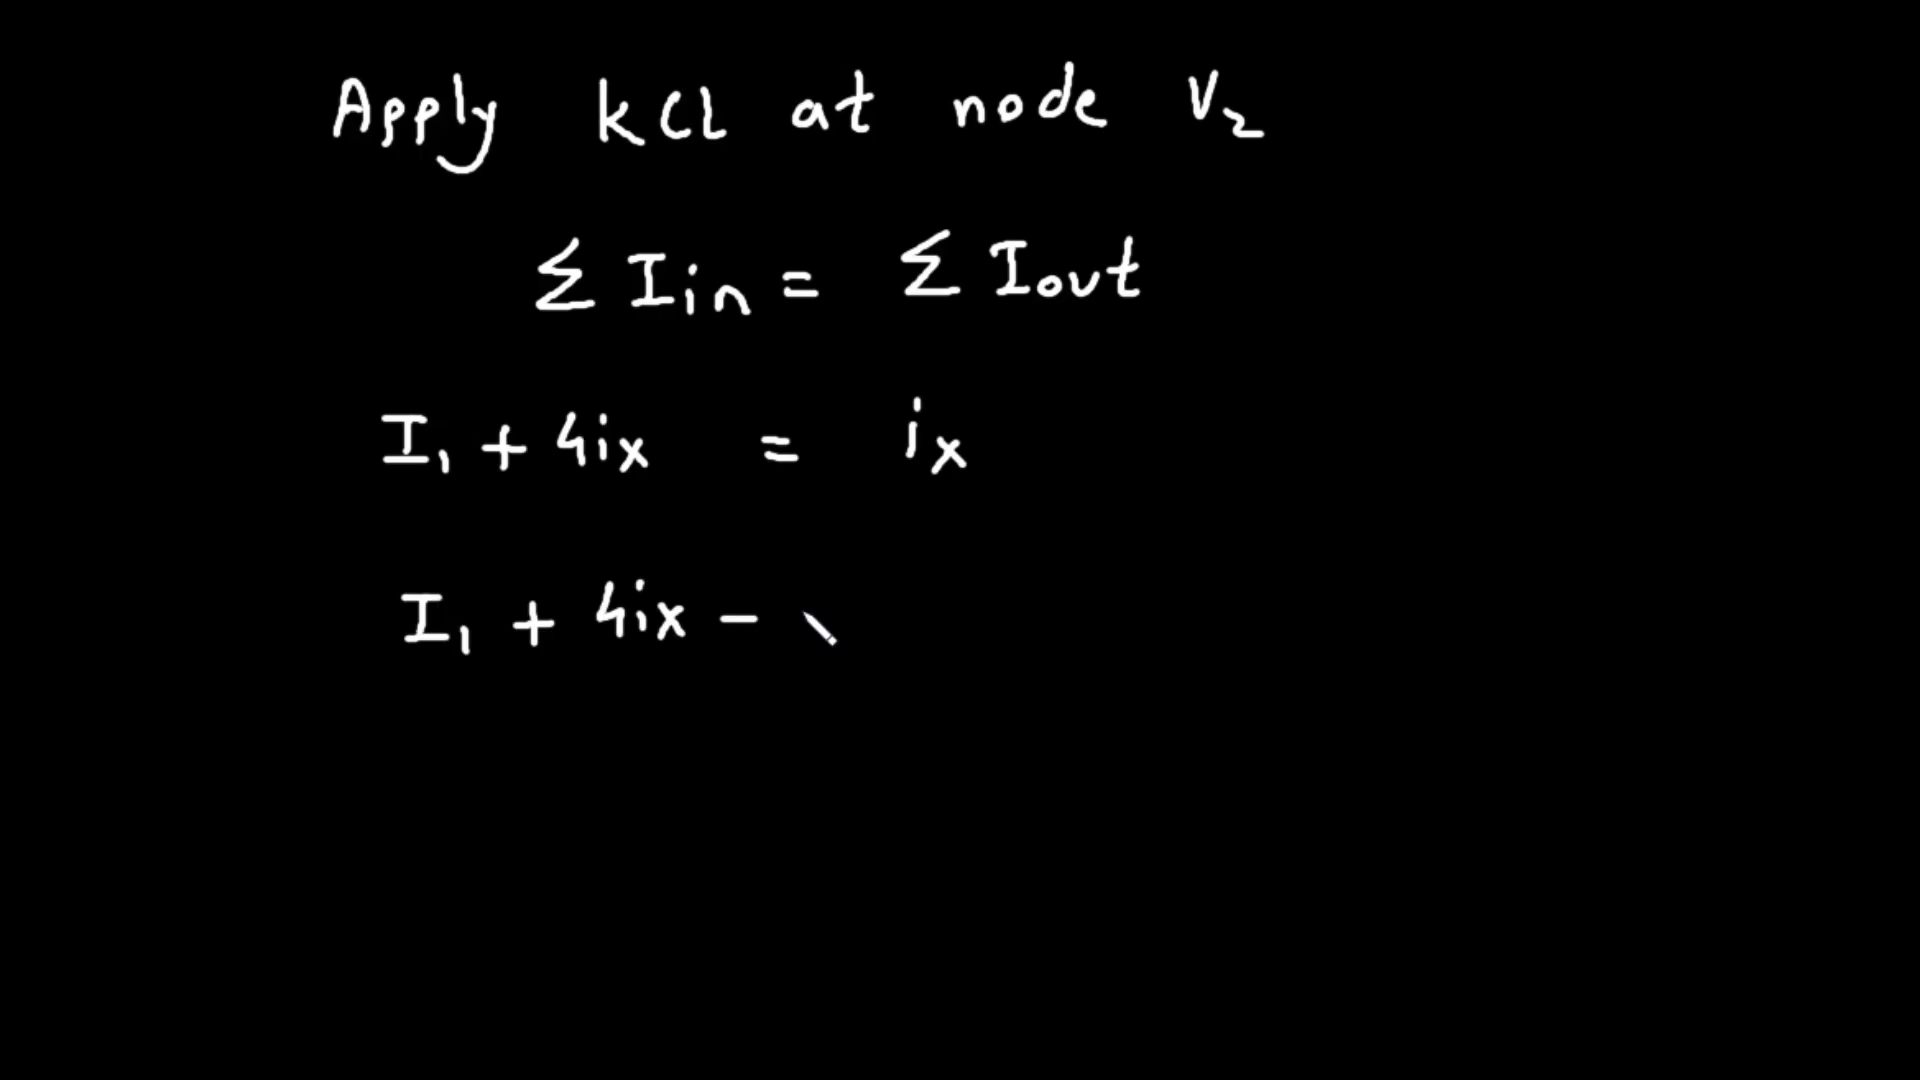 Apply kCL at node V₂
Σ Iin = Σ Iout
I₁ + 4ix = ix
I₁ + 4ix -